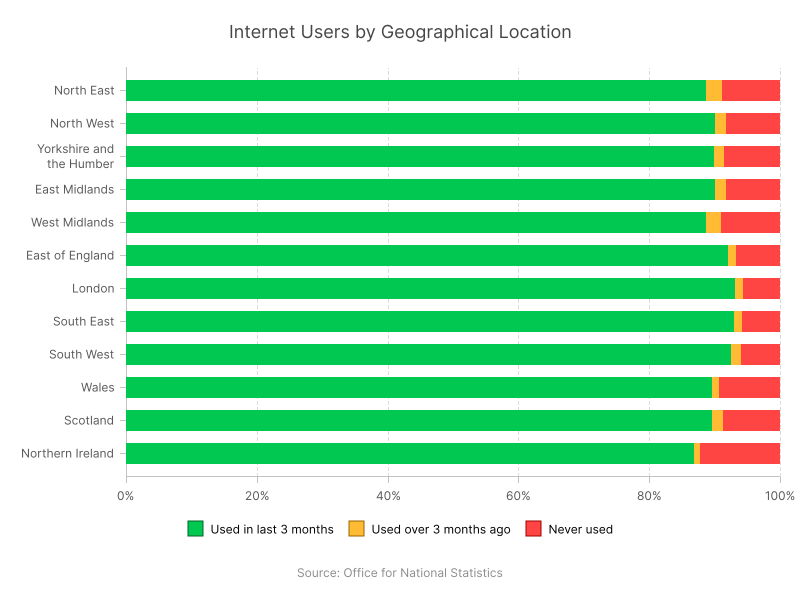 Internet Users by Geographical Location
North East
North West
Yorkshire and
the Humber
East Midlands
West Midlands
East of England
London
South East
South West
Wales
Scotland
Northern Ireland
0% 20% 40% 60% 80% 100%
Used in last 3 months Used over 3 months ago Never used
Source: Office for National Statistics